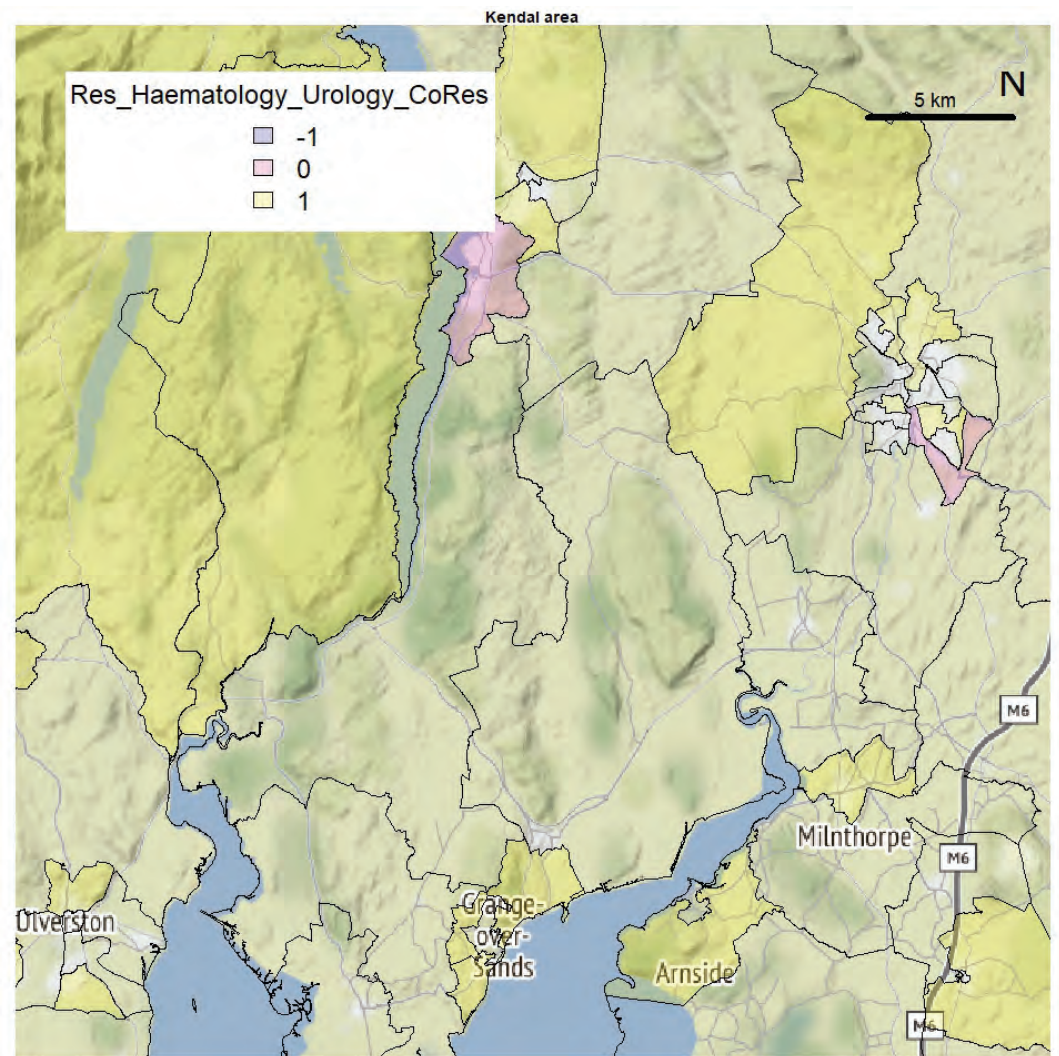 Kendal area
Res_Haematology_Urology_CoRes
-1
0
1
N
5 km
M6
Milnthorpe
M6
Ulverston
Grange-
over-
Sands
Arnside
M6